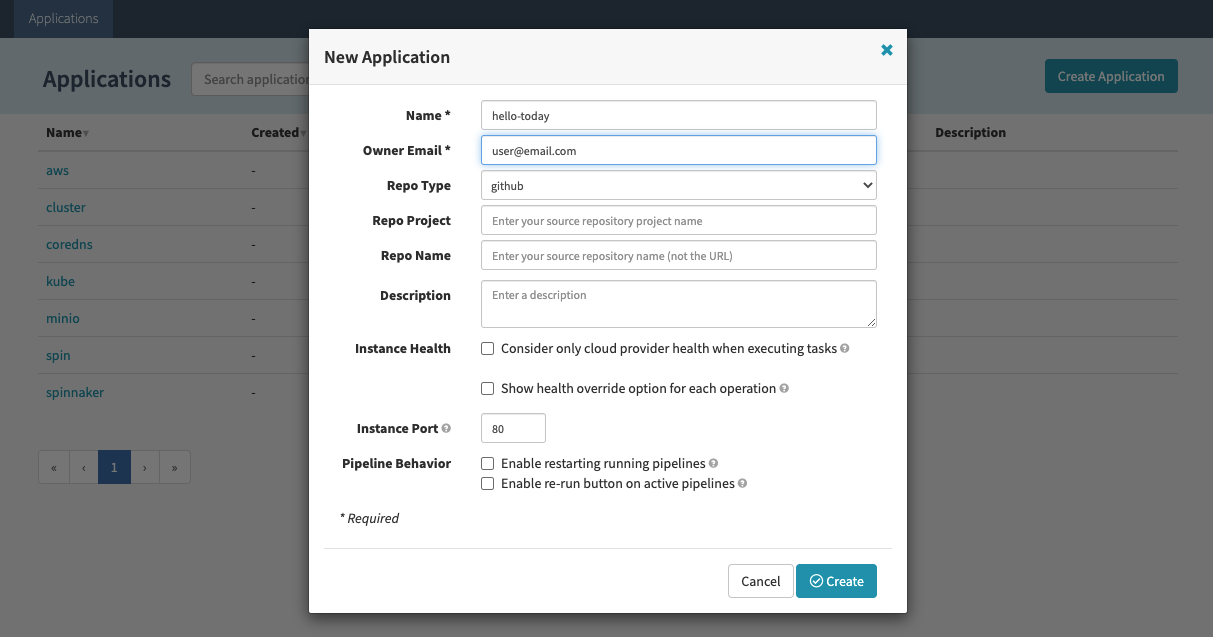 Applications
Applications
Search application
Create Application
Name
Created
Description
aws
-
cluster
-
coredns
-
kube
-
minio
-
spin
-
spinnaker
-
« ‹ 1 › »
New Application
Name *
hello-today
Owner Email *
user@email.com
Repo Type
github
Repo Project
Enter your source repository project name
Repo Name
Enter your source repository name (not the URL)
Description
Enter a description
Instance Health
Consider only cloud provider health when executing tasks
Show health override option for each operation
Instance Port
80
Pipeline Behavior
Enable restarting running pipelines
Enable re-run button on active pipelines
* Required
Cancel
Create